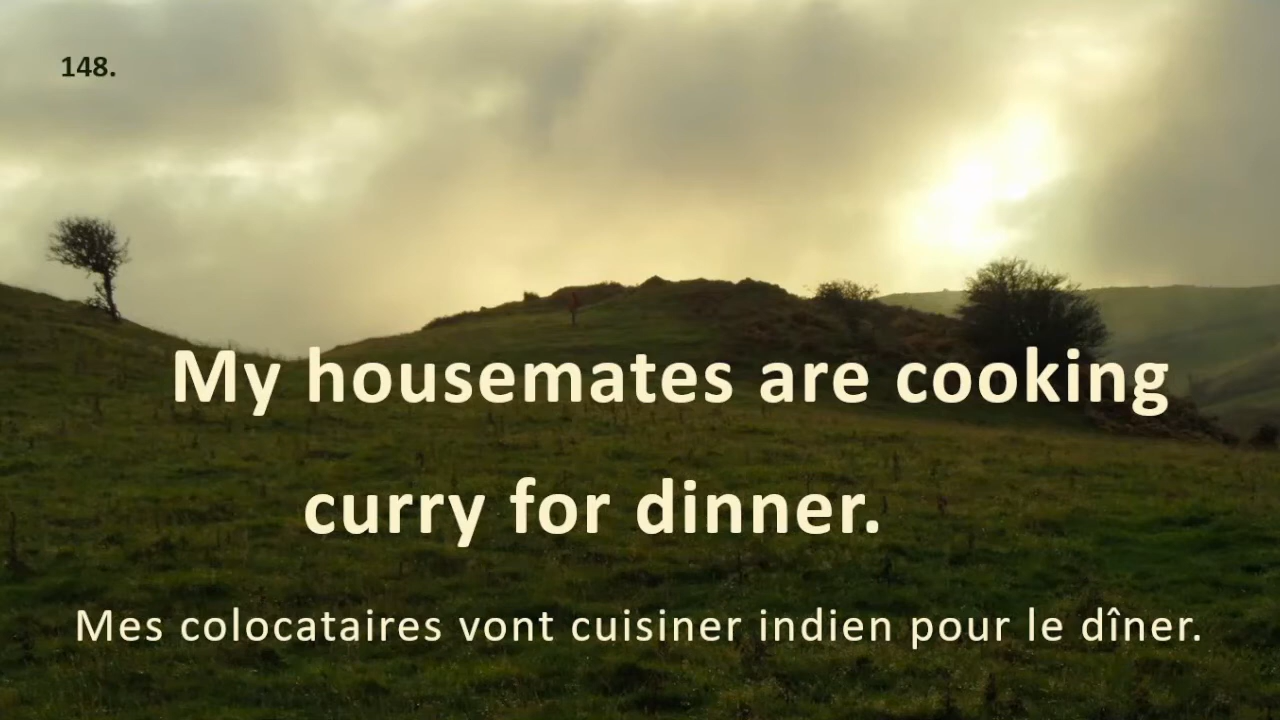 148.
My housemates are cooking
curry for dinner.
Mes colocataires vont cuisiner indien pour le dîner.